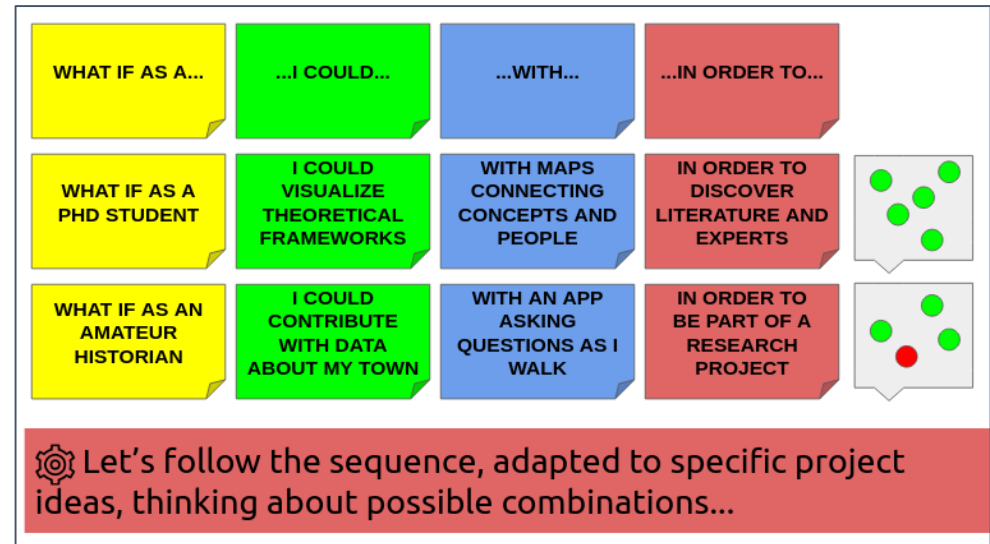 WHAT IF AS A...
...I COULD...
...WITH...
...IN ORDER TO...
WHAT IF AS A
PHD STUDENT
I COULD
VISUALIZE
THEORETICAL
FRAMEWORKS
WITH MAPS
CONNECTING
CONCEPTS AND
PEOPLE
IN ORDER TO
DISCOVER
LITERATURE AND
EXPERTS
WHAT IF AS AN
AMATEUR
HISTORIAN
I COULD
CONTRIBUTE
WITH DATA
ABOUT MY TOWN
WITH AN APP
ASKING
QUESTIONS AS I
WALK
IN ORDER TO
BE PART OF A
RESEARCH
PROJECT
Let’s follow the sequence, adapted to specific project
ideas, thinking about possible combinations...